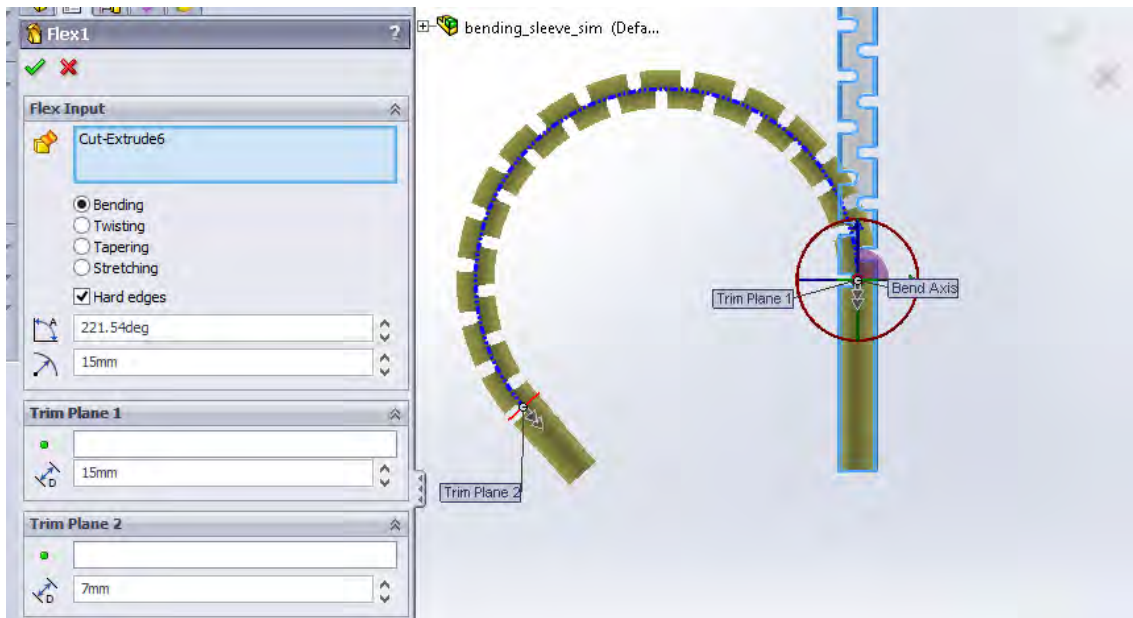 Flex1
?
bending_sleeve_sim (Defa...
Flex Input
Cut-Extrude6
Bending
Twisting
Tapering
Stretching
Hard edges
A
221.54deg
15mm
Trim Plane 1
Bend Axis
Trim Plane 1
D
15mm
Trim Plane 2
Trim Plane 2
D
7mm